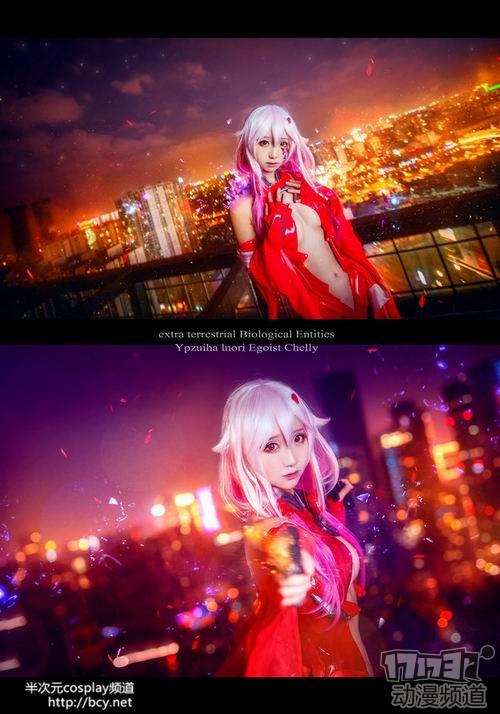 extra terrestrial Biological Entities
Ypzuiha lnori Egoist Chelly
半次元cosplay频道
http://bcy.net
17173
动漫频道